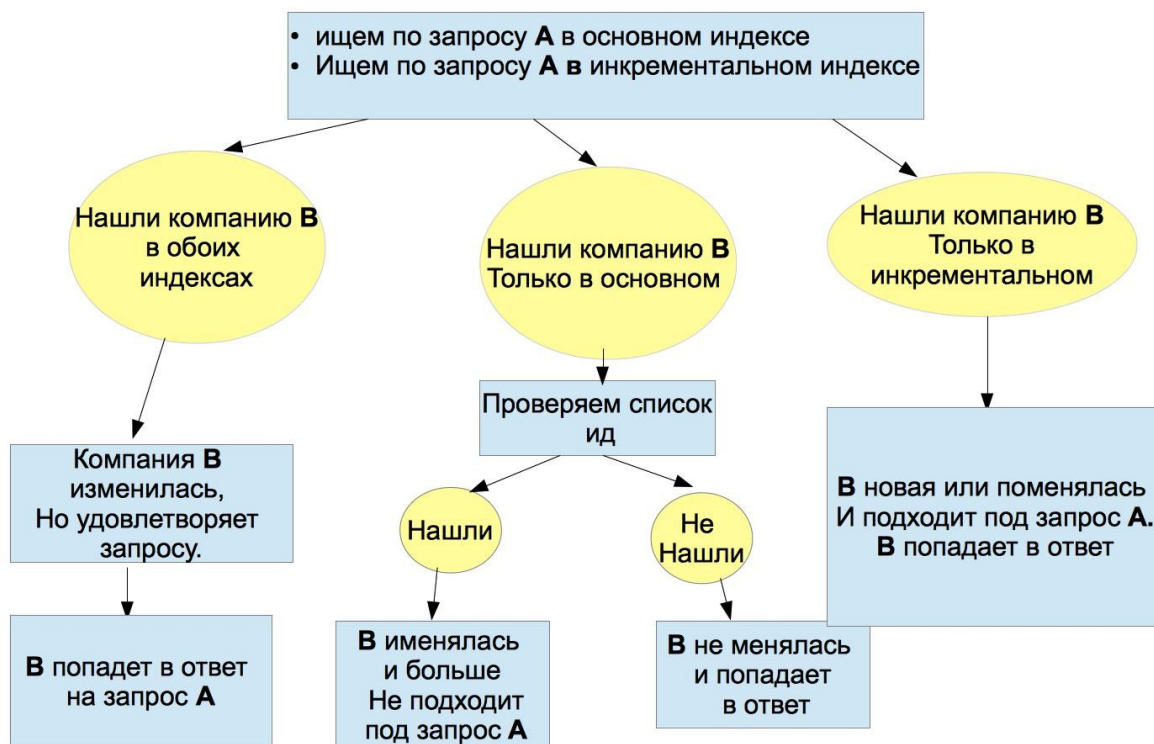 • ищем по запросу А в основном индексе
• Ищем по запросу А в инкрементальном индексе
Нашли компанию В
в обоих
индексах
Нашли компанию В
Только в основном
Нашли компанию В
Только в
инкрементальном
Проверяем список
ид
Компания В
изменилась,
Но удовлетворяет
запросу.
Нашли
Не
Нашли
В новая или поменялась
И подходит под запрос А.
В попадает в ответ
В попадет в ответ
на запрос А
В именялась
и больше
Не подходит
под запрос А
В не менялась
и попадает
в ответ